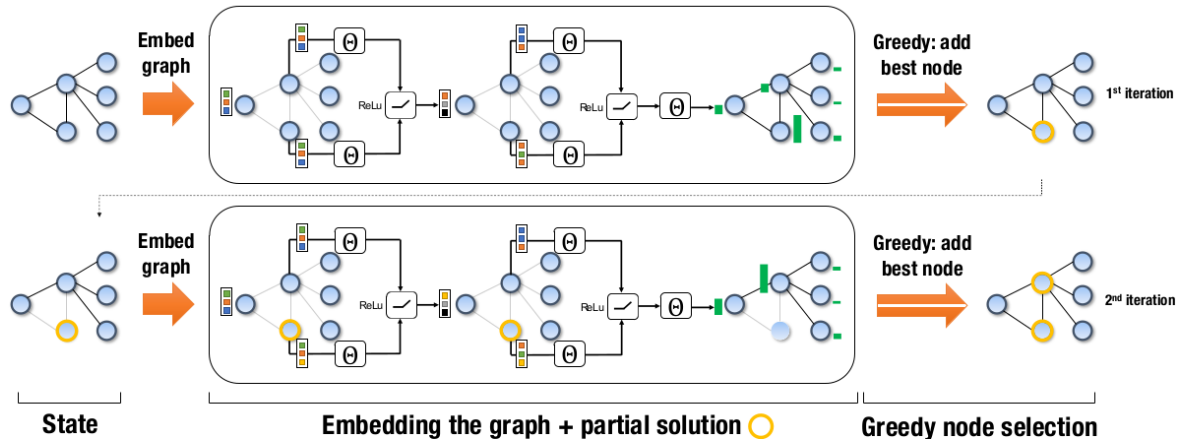 Embed
graph
Θ
Θ
ReLu
Θ
Θ
ReLu
Θ
Greedy: add
best node
1st iteration
Embed
graph
Θ
Θ
ReLu
Θ
Θ
ReLu
Θ
Greedy: add
best node
2nd iteration
State
Embedding the graph + partial solution
Greedy node selection